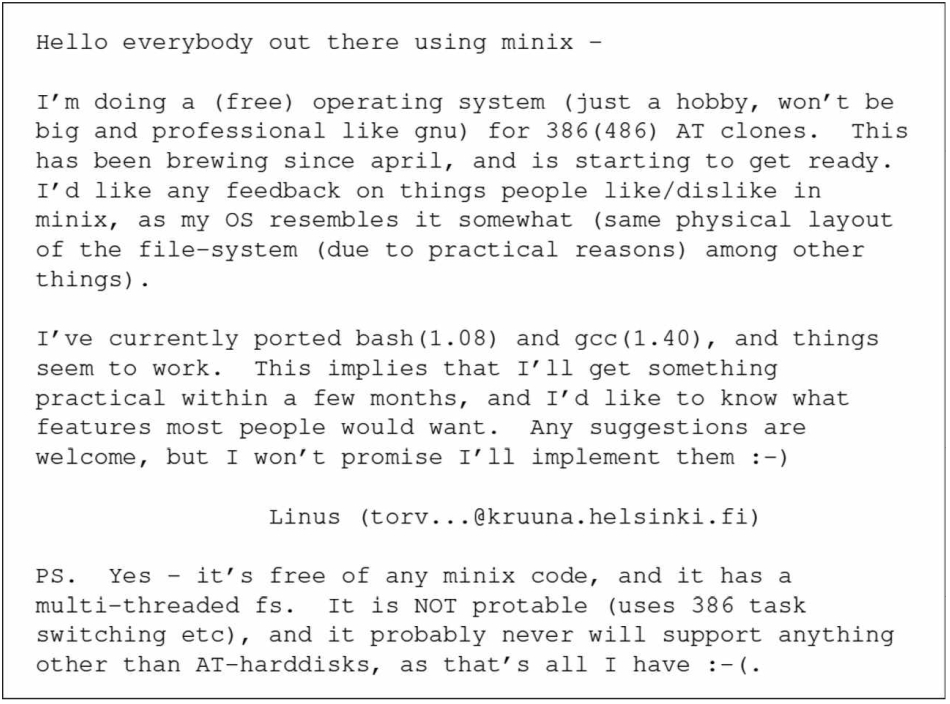 Hello everybody out there using minix -
I'm doing a (free) operating system (just a hobby, won't be
big and professional like gnu) for 386(486) AT clones.  This
has been brewing since april, and is starting to get ready.
I'd like any feedback on things people like/dislike in
minix, as my OS resembles it somewhat (same physical layout
of the file-system (due to practical reasons) among other
things).
I've currently ported bash(1.08) and gcc(1.40), and things
seem to work.  This implies that I'll get something
practical within a few months, and I'd like to know what
features most people would want.  Any suggestions are
welcome, but I won't promise I'll implement them :-)
Linus (torv...@kruuna.helsinki.fi)
PS.  Yes - it's free of any minix code, and it has a
multi-threaded fs.  It is NOT protable (uses 386 task
switching etc), and it probably never will support anything
other than AT-harddisks, as that's all I have :-(.